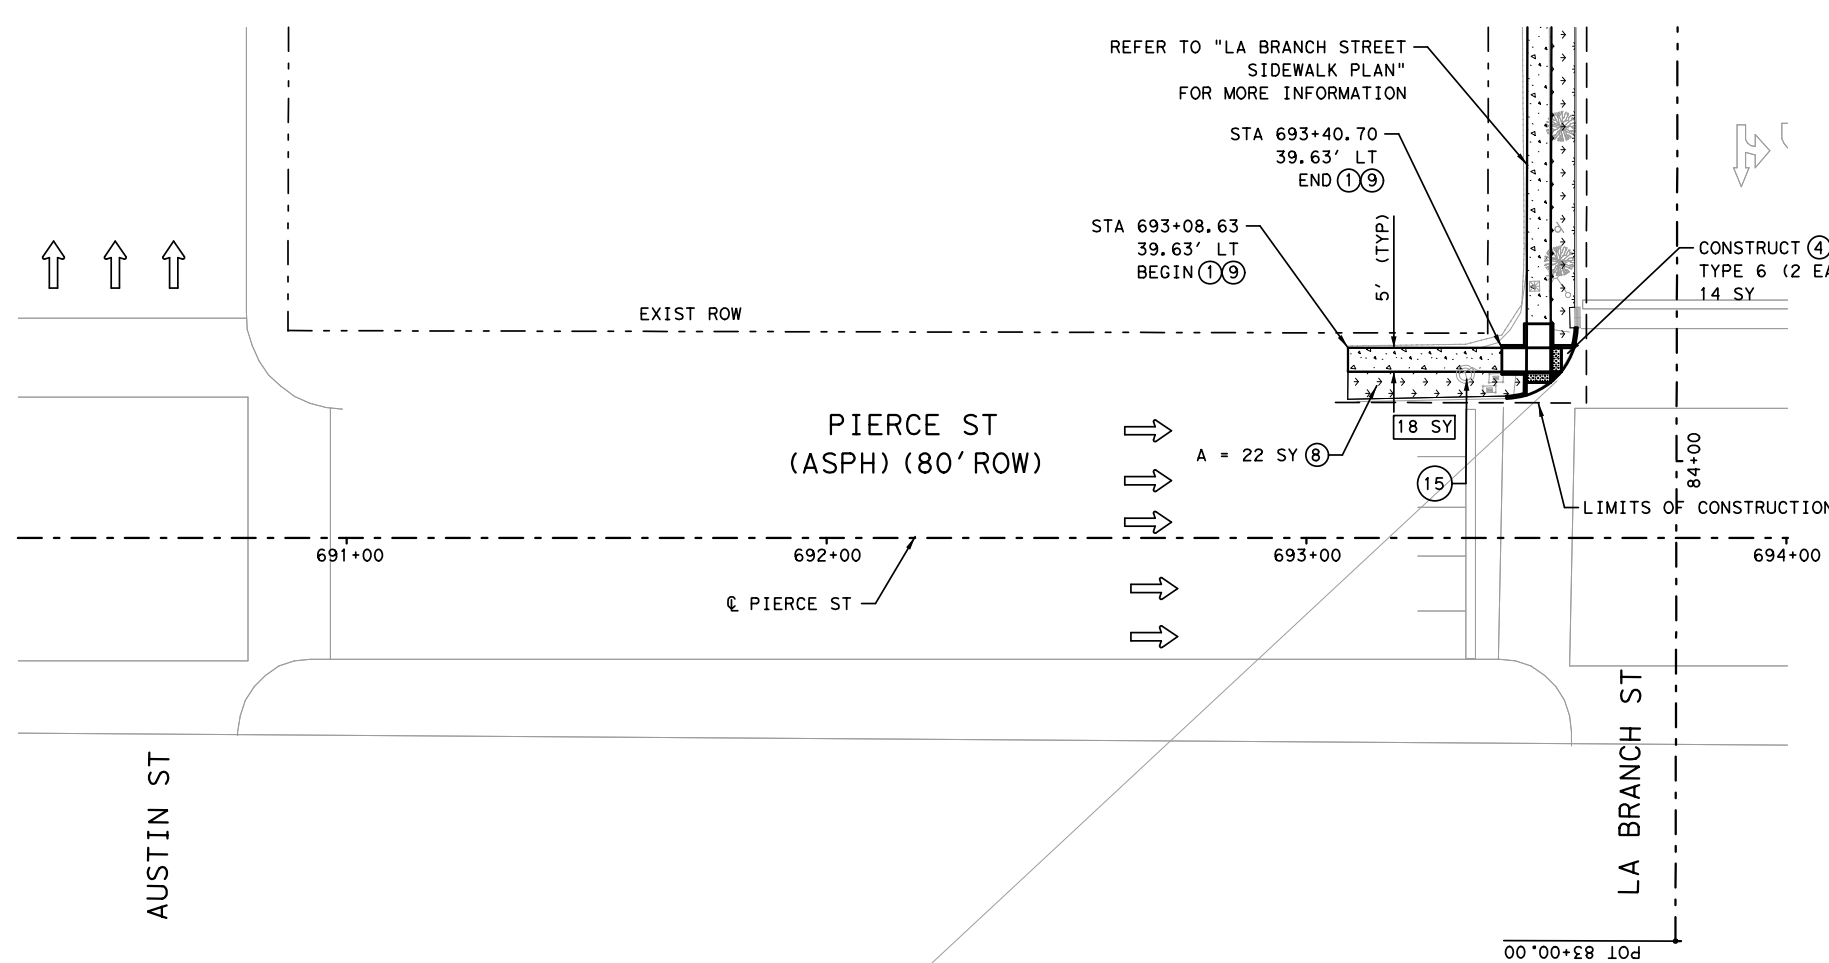 REFER TO "LA BRANCH STREET
SIDEWALK PLAN"
FOR MORE INFORMATION
STA 693+40.70
39.63' LT
END 1 9
STA 693+08.63
39.63' LT
BEGIN 1 9
5' (TYP)
CONSTRUCT 4
TYPE 6 (2 EA
14 SY
EXIST ROW
PIERCE ST
(ASPH) (80' ROW)
18 SY
A = 22 SY 8
15
84+00
LIMITS OF CONSTRUCTION
691+00
692+00
693+00
694+00
℄ PIERCE ST
AUSTIN ST
LA BRANCH ST
POT 83+00.00